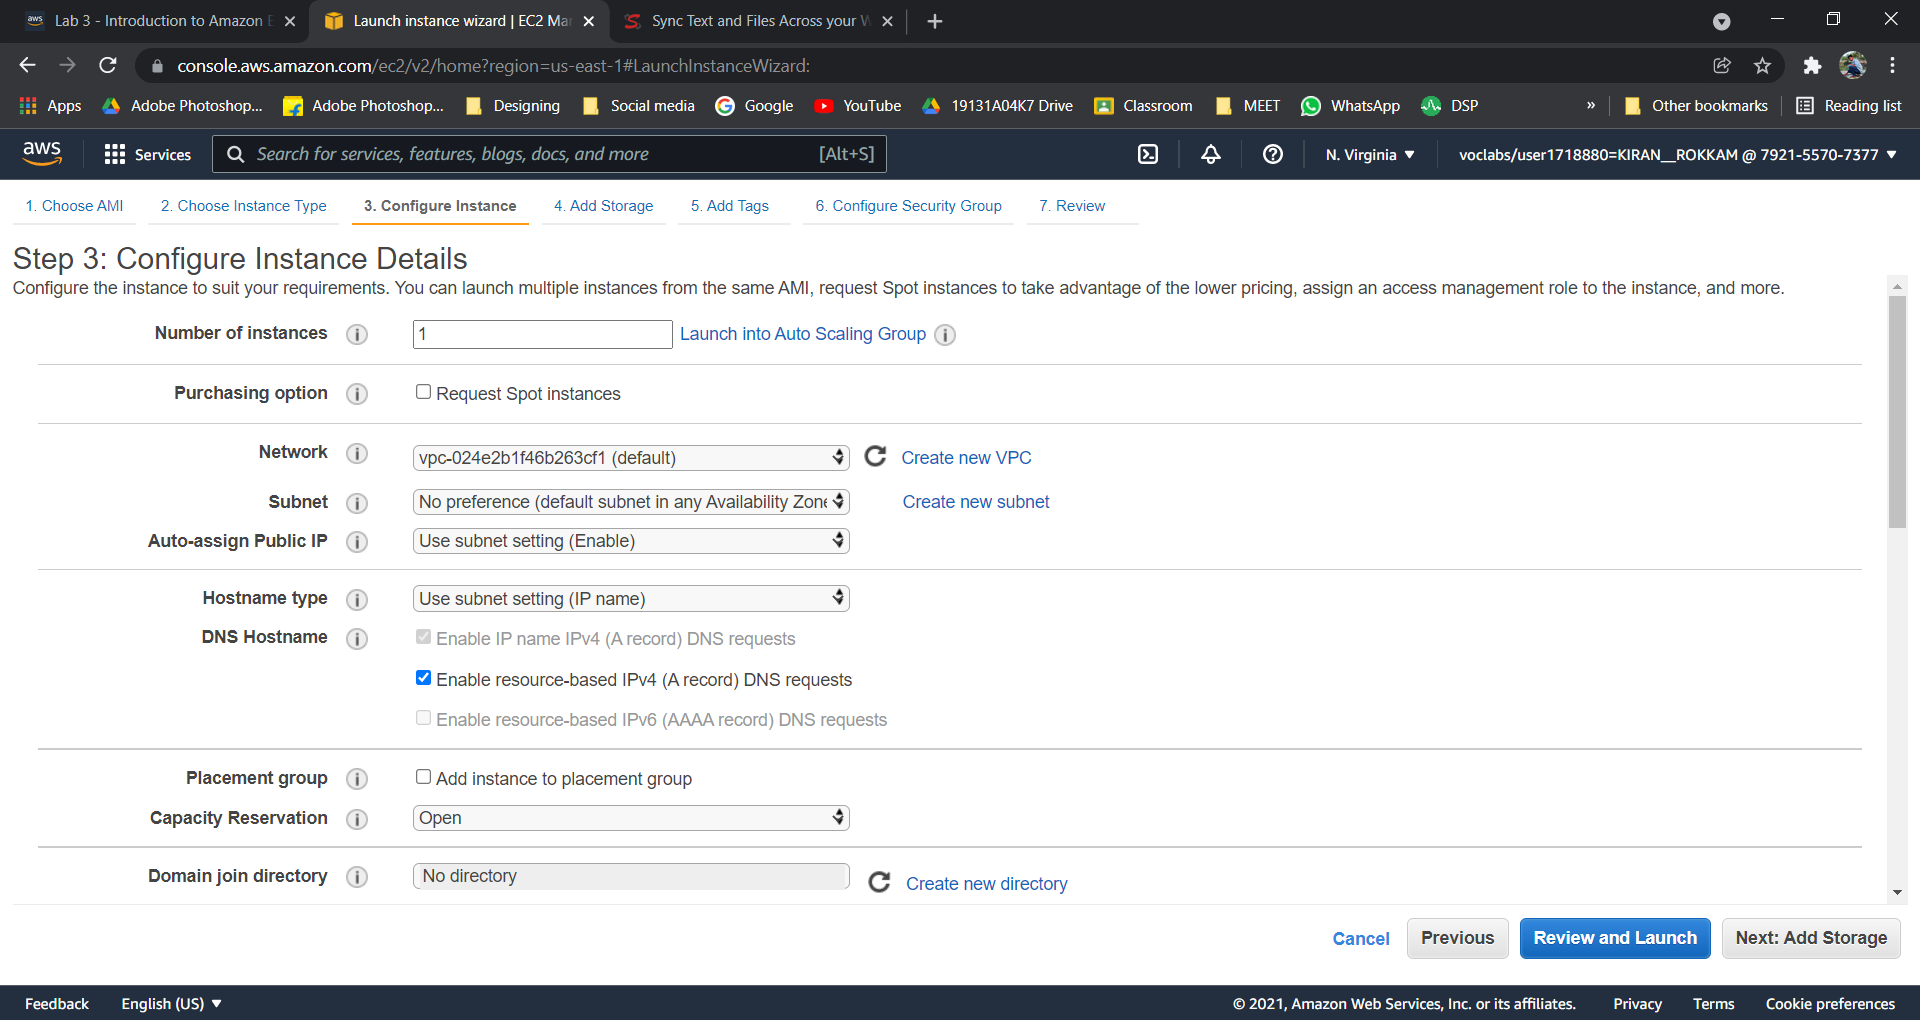 Lab 3 - Introduction to Amazon E
Launch instance wizard | EC2 Mar
Sync Text and Files Across your W
console.aws.amazon.com/ec2/v2/home?region=us-east-1#LaunchInstanceWizard:
Apps Adobe Photoshop... Adobe Photoshop... Designing Social media Google YouTube 19131A04K7 Drive Classroom MEET WhatsApp DSP » Other bookmarks Reading list
aws Services Search for services, features, blogs, docs, and more [Alt+S] N. Virginia ▼ voclabs/user1718880=KIRAN__ROKKAM @ 7921-5570-7377 ▼
1. Choose AMI 2. Choose Instance Type 3. Configure Instance 4. Add Storage 5. Add Tags 6. Configure Security Group 7. Review
Step 3: Configure Instance Details
Configure the instance to suit your requirements. You can launch multiple instances from the same AMI, request Spot instances to take advantage of the lower pricing, assign an access management role to the instance, and more.
Number of instances 1 Launch into Auto Scaling Group
Purchasing option Request Spot instances
Network vpc-024e2b1f46b263cf1 (default) Create new VPC
Subnet No preference (default subnet in any Availability Zone Create new subnet
Auto-assign Public IP Use subnet setting (Enable)
Hostname type Use subnet setting (IP name)
DNS Hostname Enable IP name IPv4 (A record) DNS requests
Enable resource-based IPv4 (A record) DNS requests
Enable resource-based IPv6 (AAAA record) DNS requests
Placement group Add instance to placement group
Capacity Reservation Open
Domain join directory No directory Create new directory
Cancel Previous Review and Launch Next: Add Storage
Feedback English (US) ▼ © 2021, Amazon Web Services, Inc. or its affiliates. Privacy Terms Cookie preferences